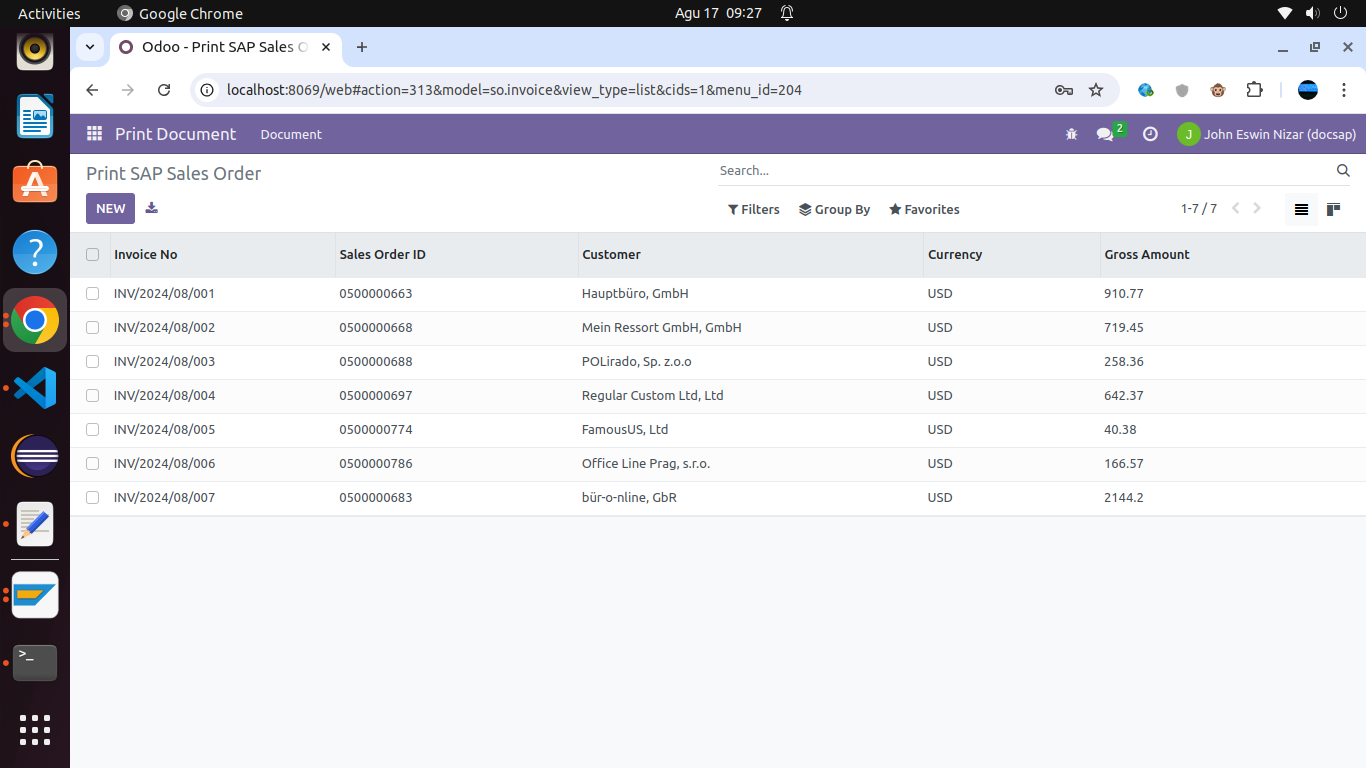 Activities Google Chrome Agu 17 09:27
Odoo - Print SAP Sales O
localhost:8069/web#action=313&model=so.invoice&view_type=list&cids=1&menu_id=204
Print Document Document 2 J John Eswin Nizar (docsap)
Print SAP Sales Order Search...
NEW Filters Group By Favorites 1-7 / 7
Invoice No Sales Order ID Customer Currency Gross Amount
INV/2024/08/001 0500000663 Hauptbüro, GmbH USD 910.77
INV/2024/08/002 0500000668 Mein Ressort GmbH, GmbH USD 719.45
INV/2024/08/003 0500000688 POLirado, Sp. z.o.o USD 258.36
INV/2024/08/004 0500000697 Regular Custom Ltd, Ltd USD 642.37
INV/2024/08/005 0500000774 FamousUS, Ltd USD 40.38
INV/2024/08/006 0500000786 Office Line Prag, s.r.o. USD 166.57
INV/2024/08/007 0500000683 bür-o-nline, GbR USD 2144.2